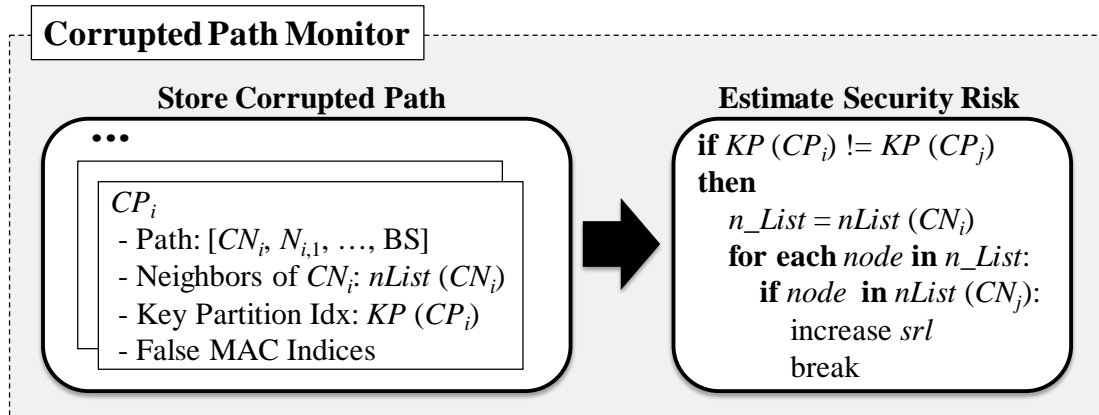 Corrupted Path Monitor
Store Corrupted Path
...
CPi
- Path: [CNi, Ni,1, …, BS]
- Neighbors of CNi: nList (CNi)
- Key Partition Idx: KP (CPi)
- False MAC Indices
Estimate Security Risk
if KP (CPi) != KP (CPj)
then
n_List = nList (CNi)
for each node in n_List:
if node in nList (CNj):
increase srl
break